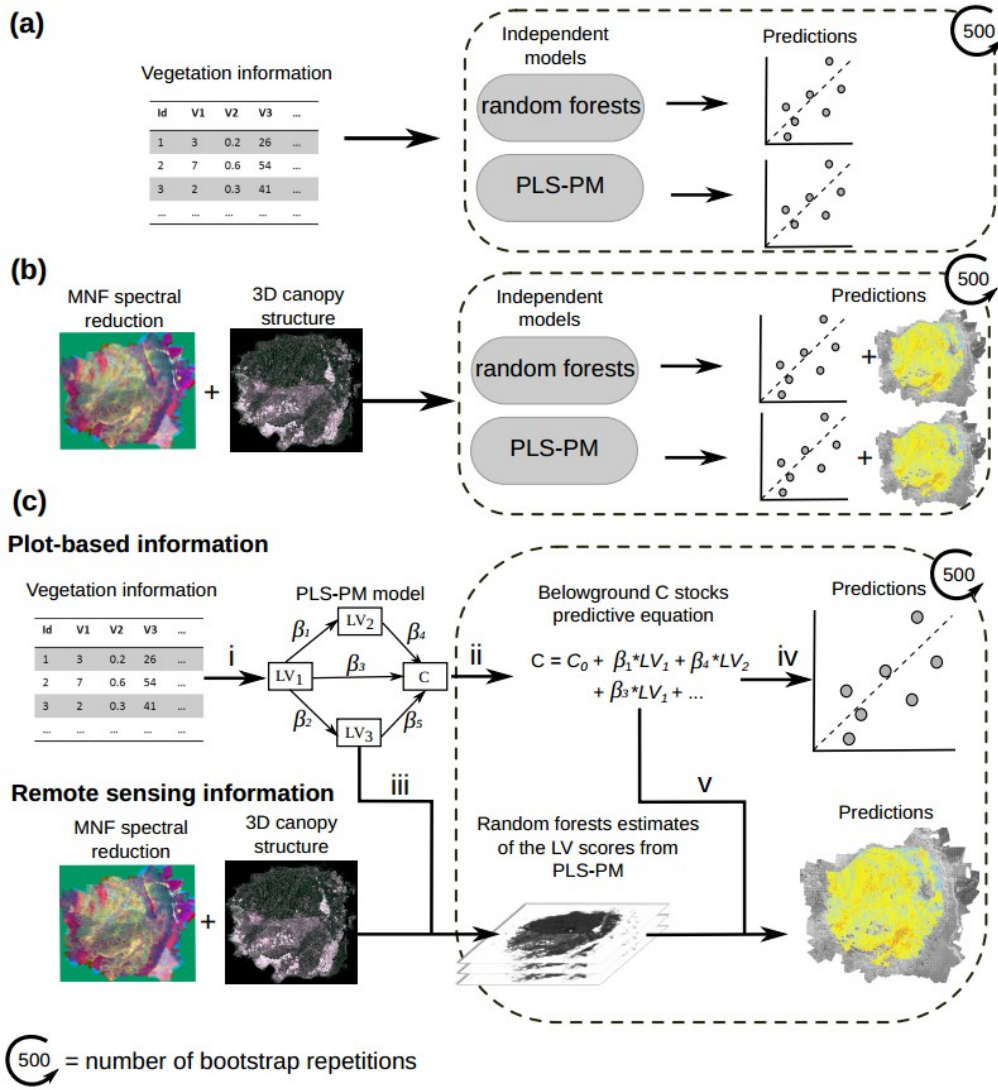 (a)
500
Independent
models
Predictions
Vegetation information
random forests
Id V1 V2 V3 ...
1 3 0.2 26 ...
2 7 0.6 54 ...
3 2 0.3 41 ...
... ... ... ... ...
PLS-PM
(b)
500
MNF spectral
reduction
3D canopy
structure
Independent
models
Predictions
random forests
+
+
PLS-PM
+
(c)
Plot-based information
500
Vegetation information
PLS-PM model
Belowground C stocks
predictive equation
Predictions
Id V1 V2 V3 ...
1 3 0.2 26 ...
2 7 0.6 54 ...
3 2 0.3 41 ...
... ... ... ... ...
i
LV2
β1
β4
LV1
β3
C
β2
β5
LV3
ii
C = C0 + β1*LV1 + β4*LV2
+ β3*LV1 + ...
iv
iii
v
Remote sensing information
MNF spectral
reduction
3D canopy
structure
+
Random forests estimates
of the LV scores from
PLS-PM
Predictions
500 = number of bootstrap repetitions